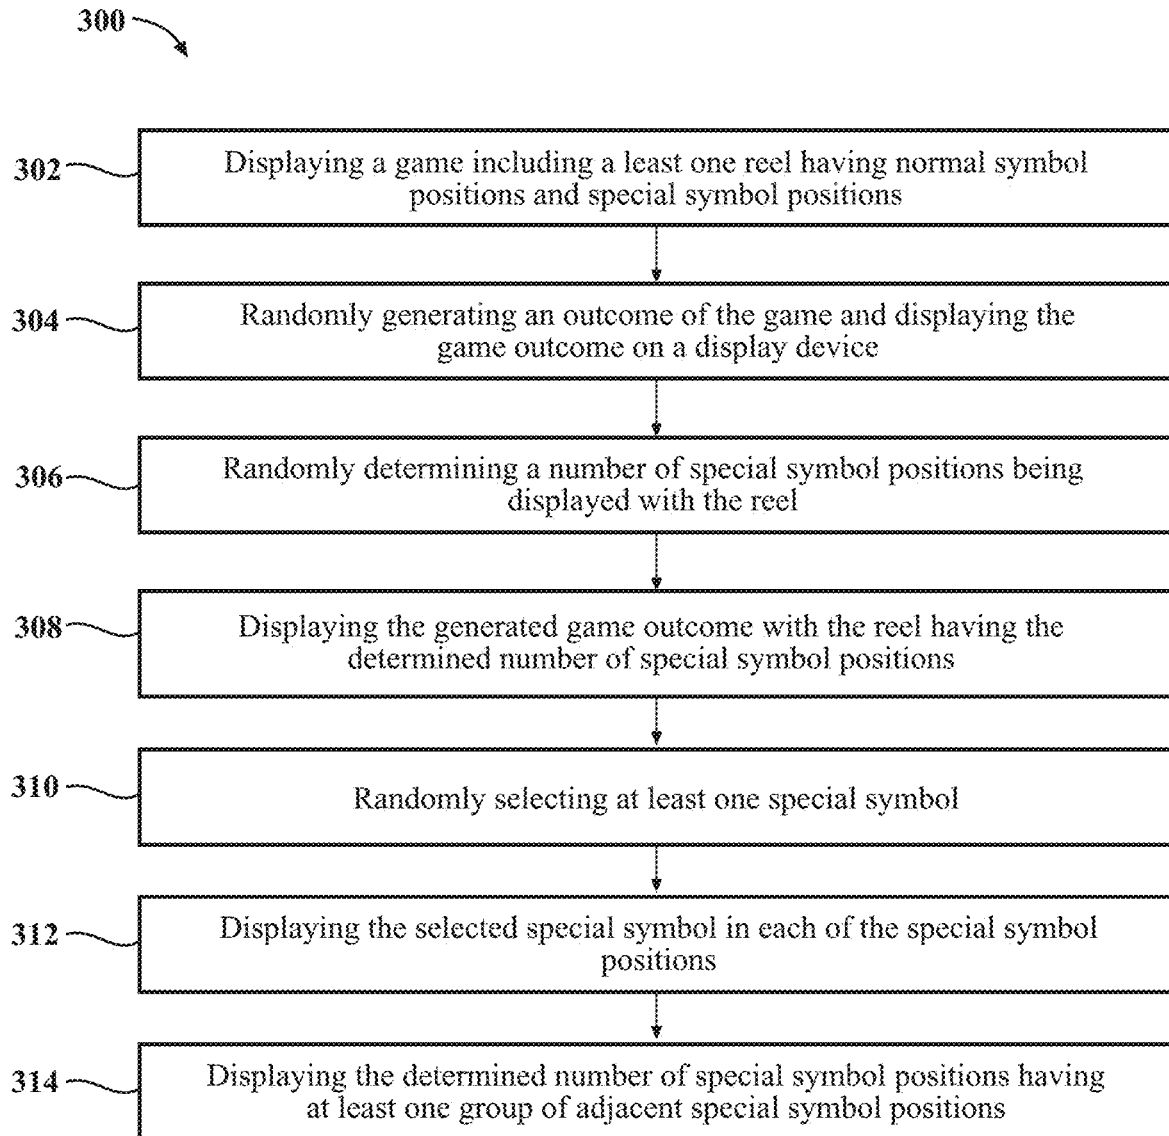 300
302
Displaying a game including a least one reel having normal symbol
positions and special symbol positions
304
Randomly generating an outcome of the game and displaying the
game outcome on a display device
306
Randomly determining a number of special symbol positions being
displayed with the reel
308
Displaying the generated game outcome with the reel having the
determined number of special symbol positions
310
Randomly selecting at least one special symbol
312
Displaying the selected special symbol in each of the special symbol
positions
314
Displaying the determined number of special symbol positions having
at least one group of adjacent special symbol positions